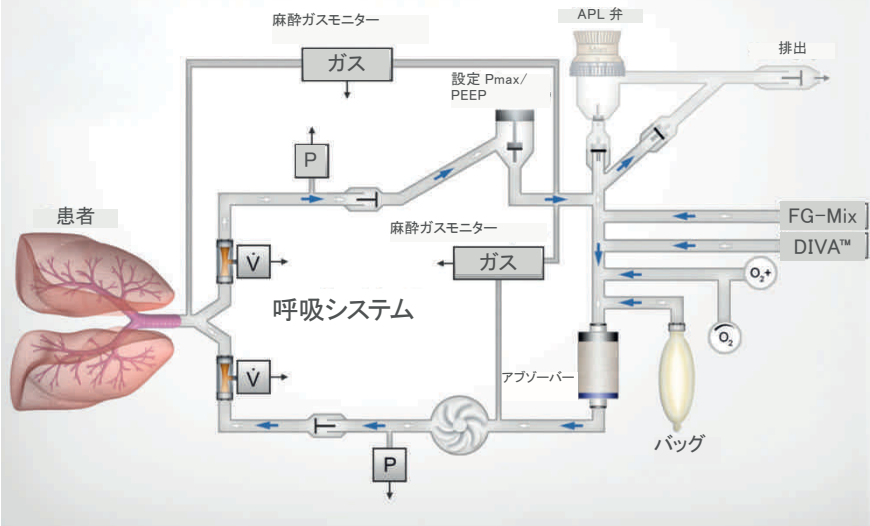 麻酔ガスモニター
ガス
設定 Pmax/
PEEP
APL 弁
排出
P
患者
FG-Mix
DIVA™
麻酔ガスモニター
ガス
V̇
呼吸システム
O₂+
O₂
V̇
アブソーバー
バッグ
P